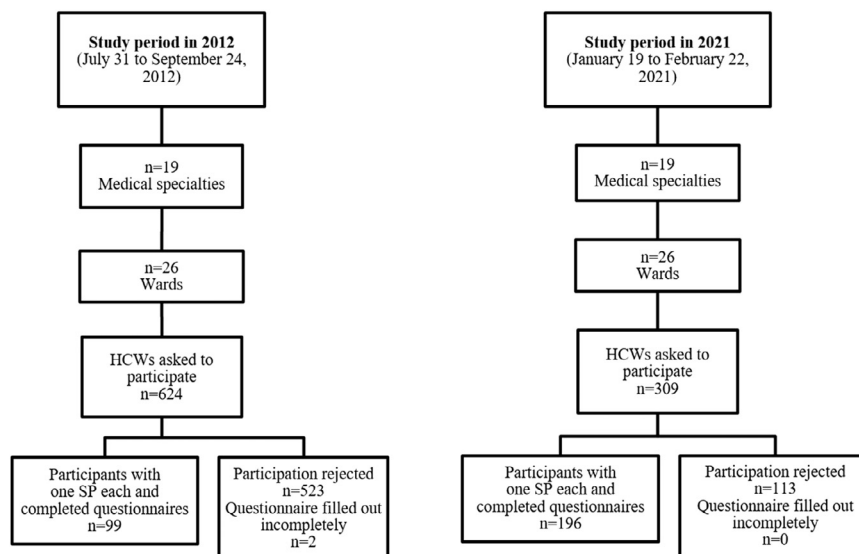 Study period in 2012
(July 31 to September 24,
2012)
n=19
Medical specialties
n=26
Wards
HCWs asked to
participate
n=624
Participants with
one SP each and
completed questionnaires
n=99
Participation rejected
n=523
Questionnaire filled out
incompletely
n=2
Study period in 2021
(January 19 to February 22,
2021)
n=19
Medical specialties
n=26
Wards
HCWs asked to
participate
n=309
Participants with
one SP each and
completed questionnaires
n=196
Participation rejected
n=113
Questionnaire filled out
incompletely
n=0